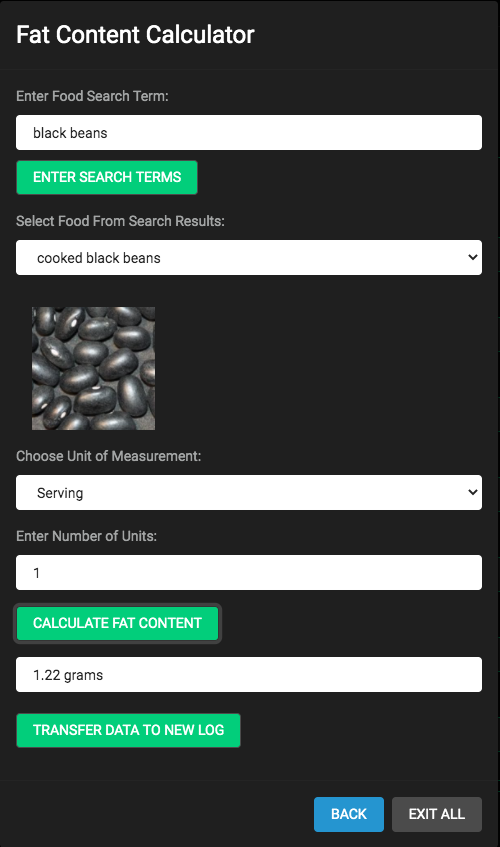 Fat Content Calculator
Enter Food Search Term:
black beans
ENTER SEARCH TERMS
Select Food From Search Results:
cooked black beans
Choose Unit of Measurement:
Serving
Enter Number of Units:
1
CALCULATE FAT CONTENT
1.22 grams
TRANSFER DATA TO NEW LOG
BACK EXIT ALL